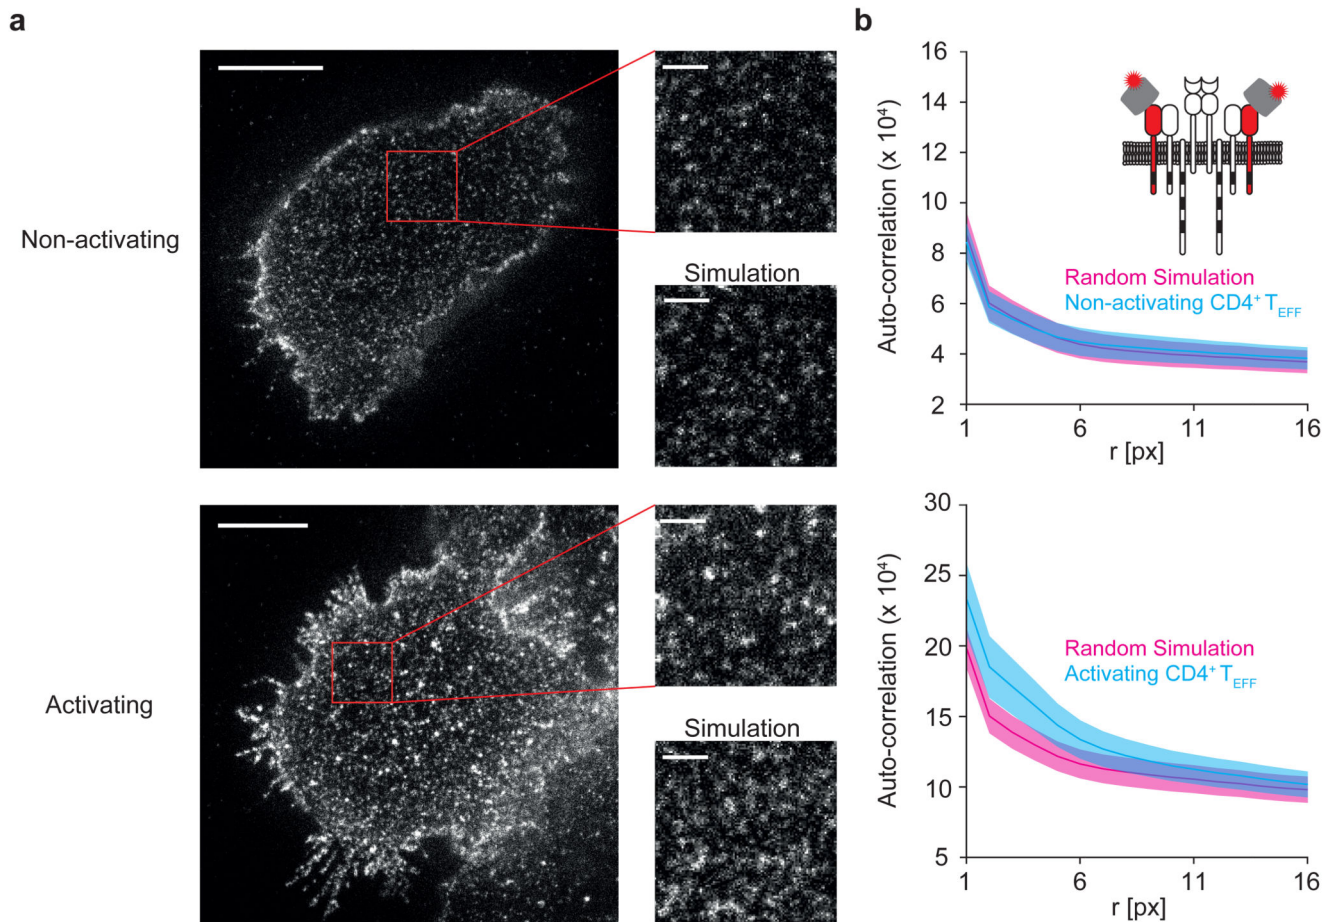 a
Non-activating
Simulation
Activating
Simulation
b
Auto-correlation (x 10⁴)
16
14
12
10
8
6
4
2
Random Simulation
Non-activating CD4⁺ T_EFF
1 6 11 16
r [px]
Auto-correlation (x 10⁴)
30
25
20
15
10
5
Random Simulation
Activating CD4⁺ T_EFF
1 6 11 16
r [px]